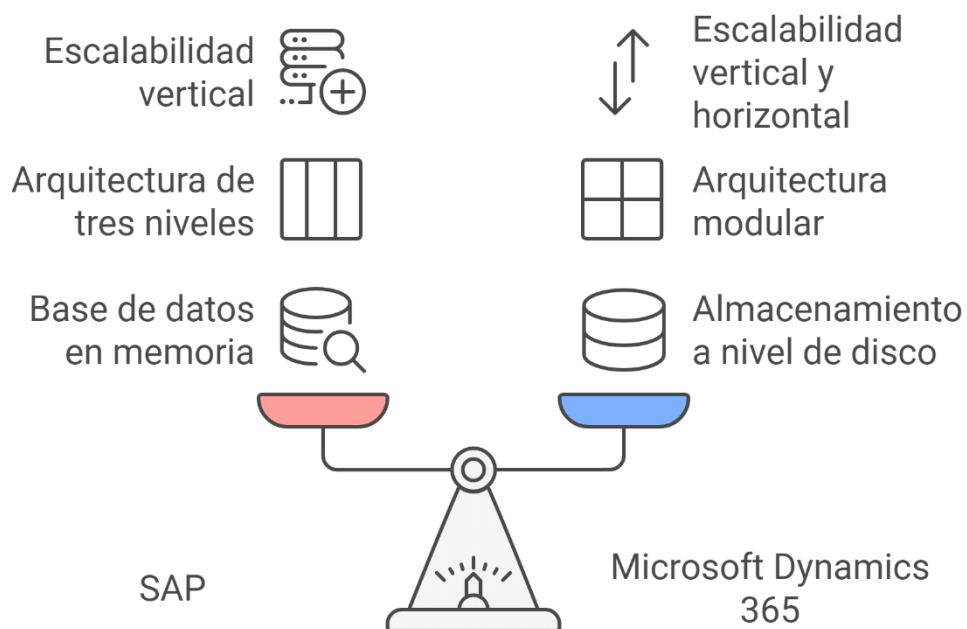 Escalabilidad
vertical
Escalabilidad
vertical y
horizontal
Arquitectura de
tres niveles
Arquitectura
modular
Base de datos
en memoria
Almacenamiento
a nivel de disco
SAP
Microsoft Dynamics
365